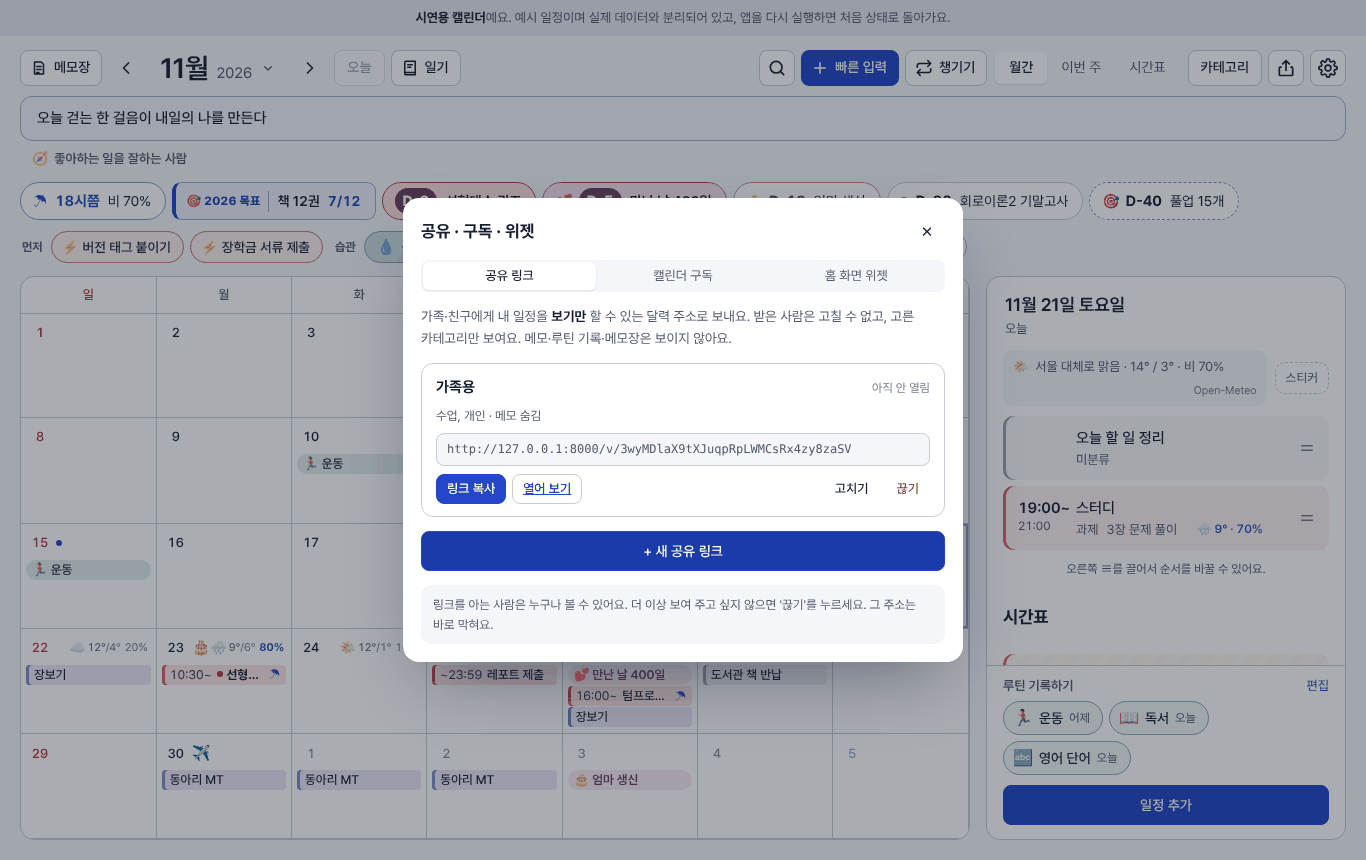 시연용 캘린더예요. 예시 일정이며 실제 데이터와 분리되어 있고, 앱을 다시 실행하면 처음 상태로 돌아가요.
메모장 11월 2026 오늘 일기 빠른 입력 챙기기 월간 이번 주 시간표 카테고리
오늘 걷는 한 걸음이 내일의 나를 만든다
좋아하는 일을 잘하는 사람
18시쯤 비 70% 2026 목표 책 12권 7/12 회로이론2 기말고사 D-40 풀업 15개
먼저 버전 태그 붙이기 장학금 서류 제출 습관
공유 · 구독 · 위젯
공유 링크 캘린더 구독 홈 화면 위젯
가족·친구에게 내 일정을 보기만 할 수 있는 달력 주소로 보내요. 받은 사람은 고칠 수 없고, 고른
카테고리만 보여요. 메모·루틴 기록·메모장은 보이지 않아요.
가족용 아직 안 열림
수업, 개인 · 메모 숨김
http://127.0.0.1:8000/v/3wyMDlaX9tXJuqpRpLWMCsRx4zy8zaSV
링크 복사 열어 보기 고치기 끊기
+ 새 공유 링크
링크를 아는 사람은 누구나 볼 수 있어요. 더 이상 보여 주고 싶지 않으면 '끊기'를 누르세요. 그 주소는
바로 막혀요.
일 월 화
1 2 3
8 9 10
운동
15 16 17
운동
22 12°/4° 20% 23 9°/6° 80% 24 12°/1°
장보기 10:30~ 선형... ~23:59 레포트 제출 만난 날 400일 도서관 책 반납
16:00~ 텀프로...
장보기
29 30 1 2 3 4 5
동아리 MT 동아리 MT 동아리 MT 엄마 생신
11월 21일 토요일
오늘
서울 대체로 맑음 · 14° / 3° · 비 70%
Open-Meteo
스티커
오늘 할 일 정리
미분류
19:00~ 스터디
21:00 과제 3장 문제 풀이 9° · 70%
오른쪽 ≡를 끌어서 순서를 바꿀 수 있어요.
시간표
루틴 기록하기 편집
운동 어제 독서 오늘
영어 단어 오늘
일정 추가